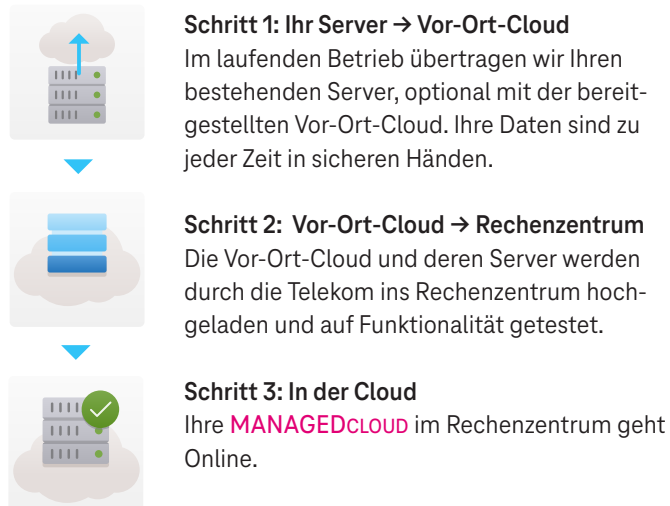 Schritt 1: Ihr Server → Vor-Ort-Cloud
Im laufenden Betrieb übertragen wir Ihren
bestehenden Server, optional mit der bereit-
gestellten Vor-Ort-Cloud. Ihre Daten sind zu
jeder Zeit in sicheren Händen.
Schritt 2: Vor-Ort-Cloud → Rechenzentrum
Die Vor-Ort-Cloud und deren Server werden
durch die Telekom ins Rechenzentrum hoch-
geladen und auf Funktionalität getestet.
Schritt 3: In der Cloud
Ihre MANAGEDCLOUD im Rechenzentrum geht
Online.